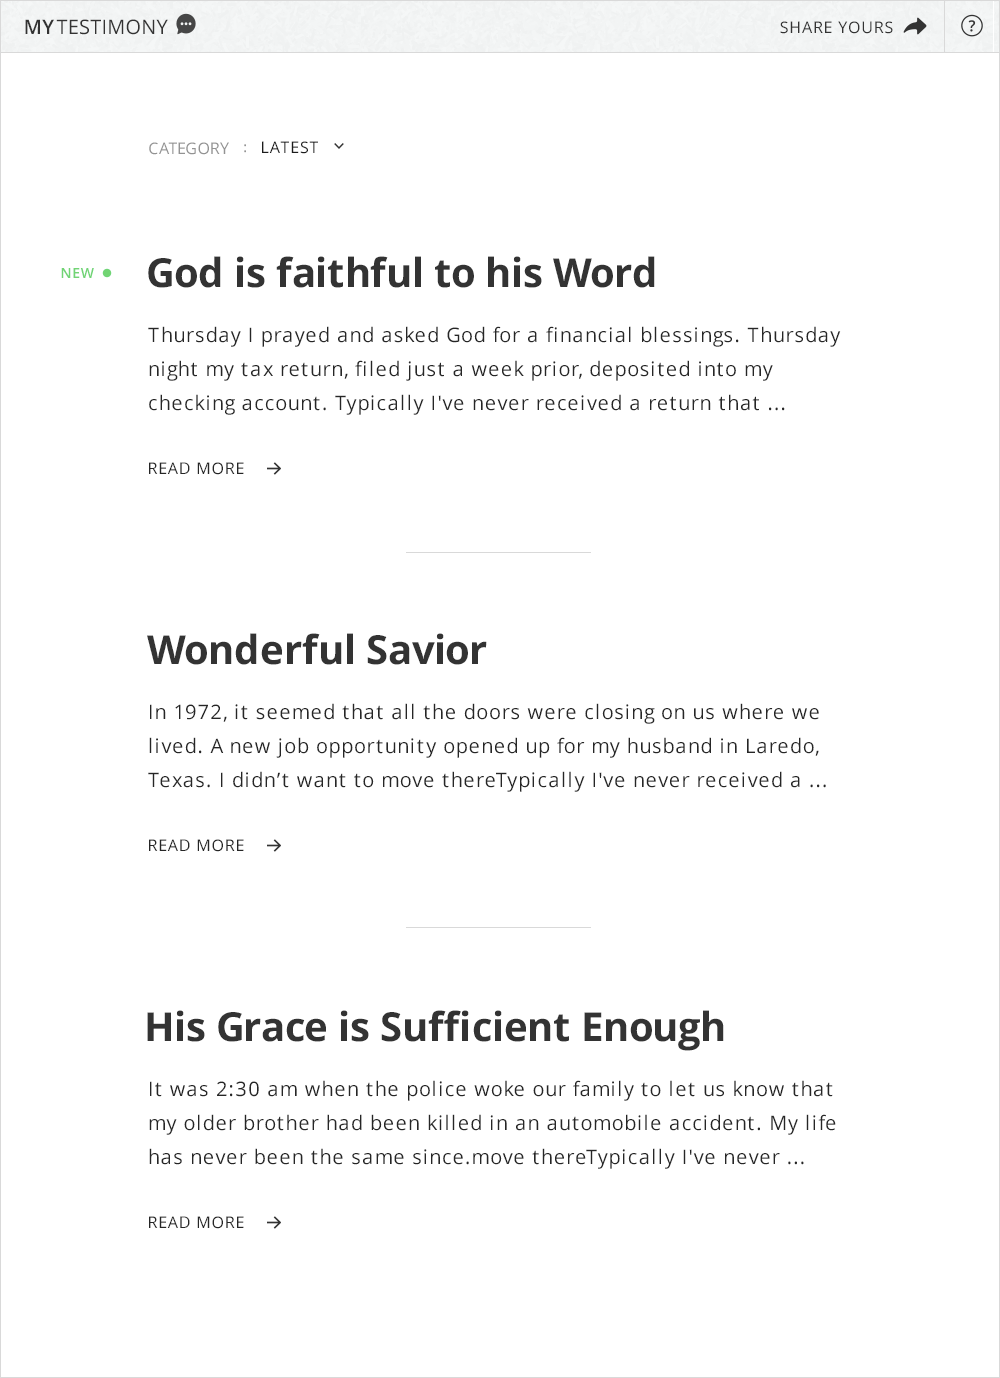 MYTESTIMONY
SHARE YOURS
?
CATEGORY : LATEST
NEW
God is faithful to his Word
Thursday I prayed and asked God for a financial blessings. Thursday
night my tax return, filed just a week prior, deposited into my
checking account. Typically I've never received a return that ...
READ MORE
Wonderful Savior
In 1972, it seemed that all the doors were closing on us where we
lived. A new job opportunity opened up for my husband in Laredo,
Texas. I didn’t want to move thereTypically I've never received a ...
READ MORE
His Grace is Sufficient Enough
It was 2:30 am when the police woke our family to let us know that
my older brother had been killed in an automobile accident. My life
has never been the same since.move thereTypically I've never ...
READ MORE